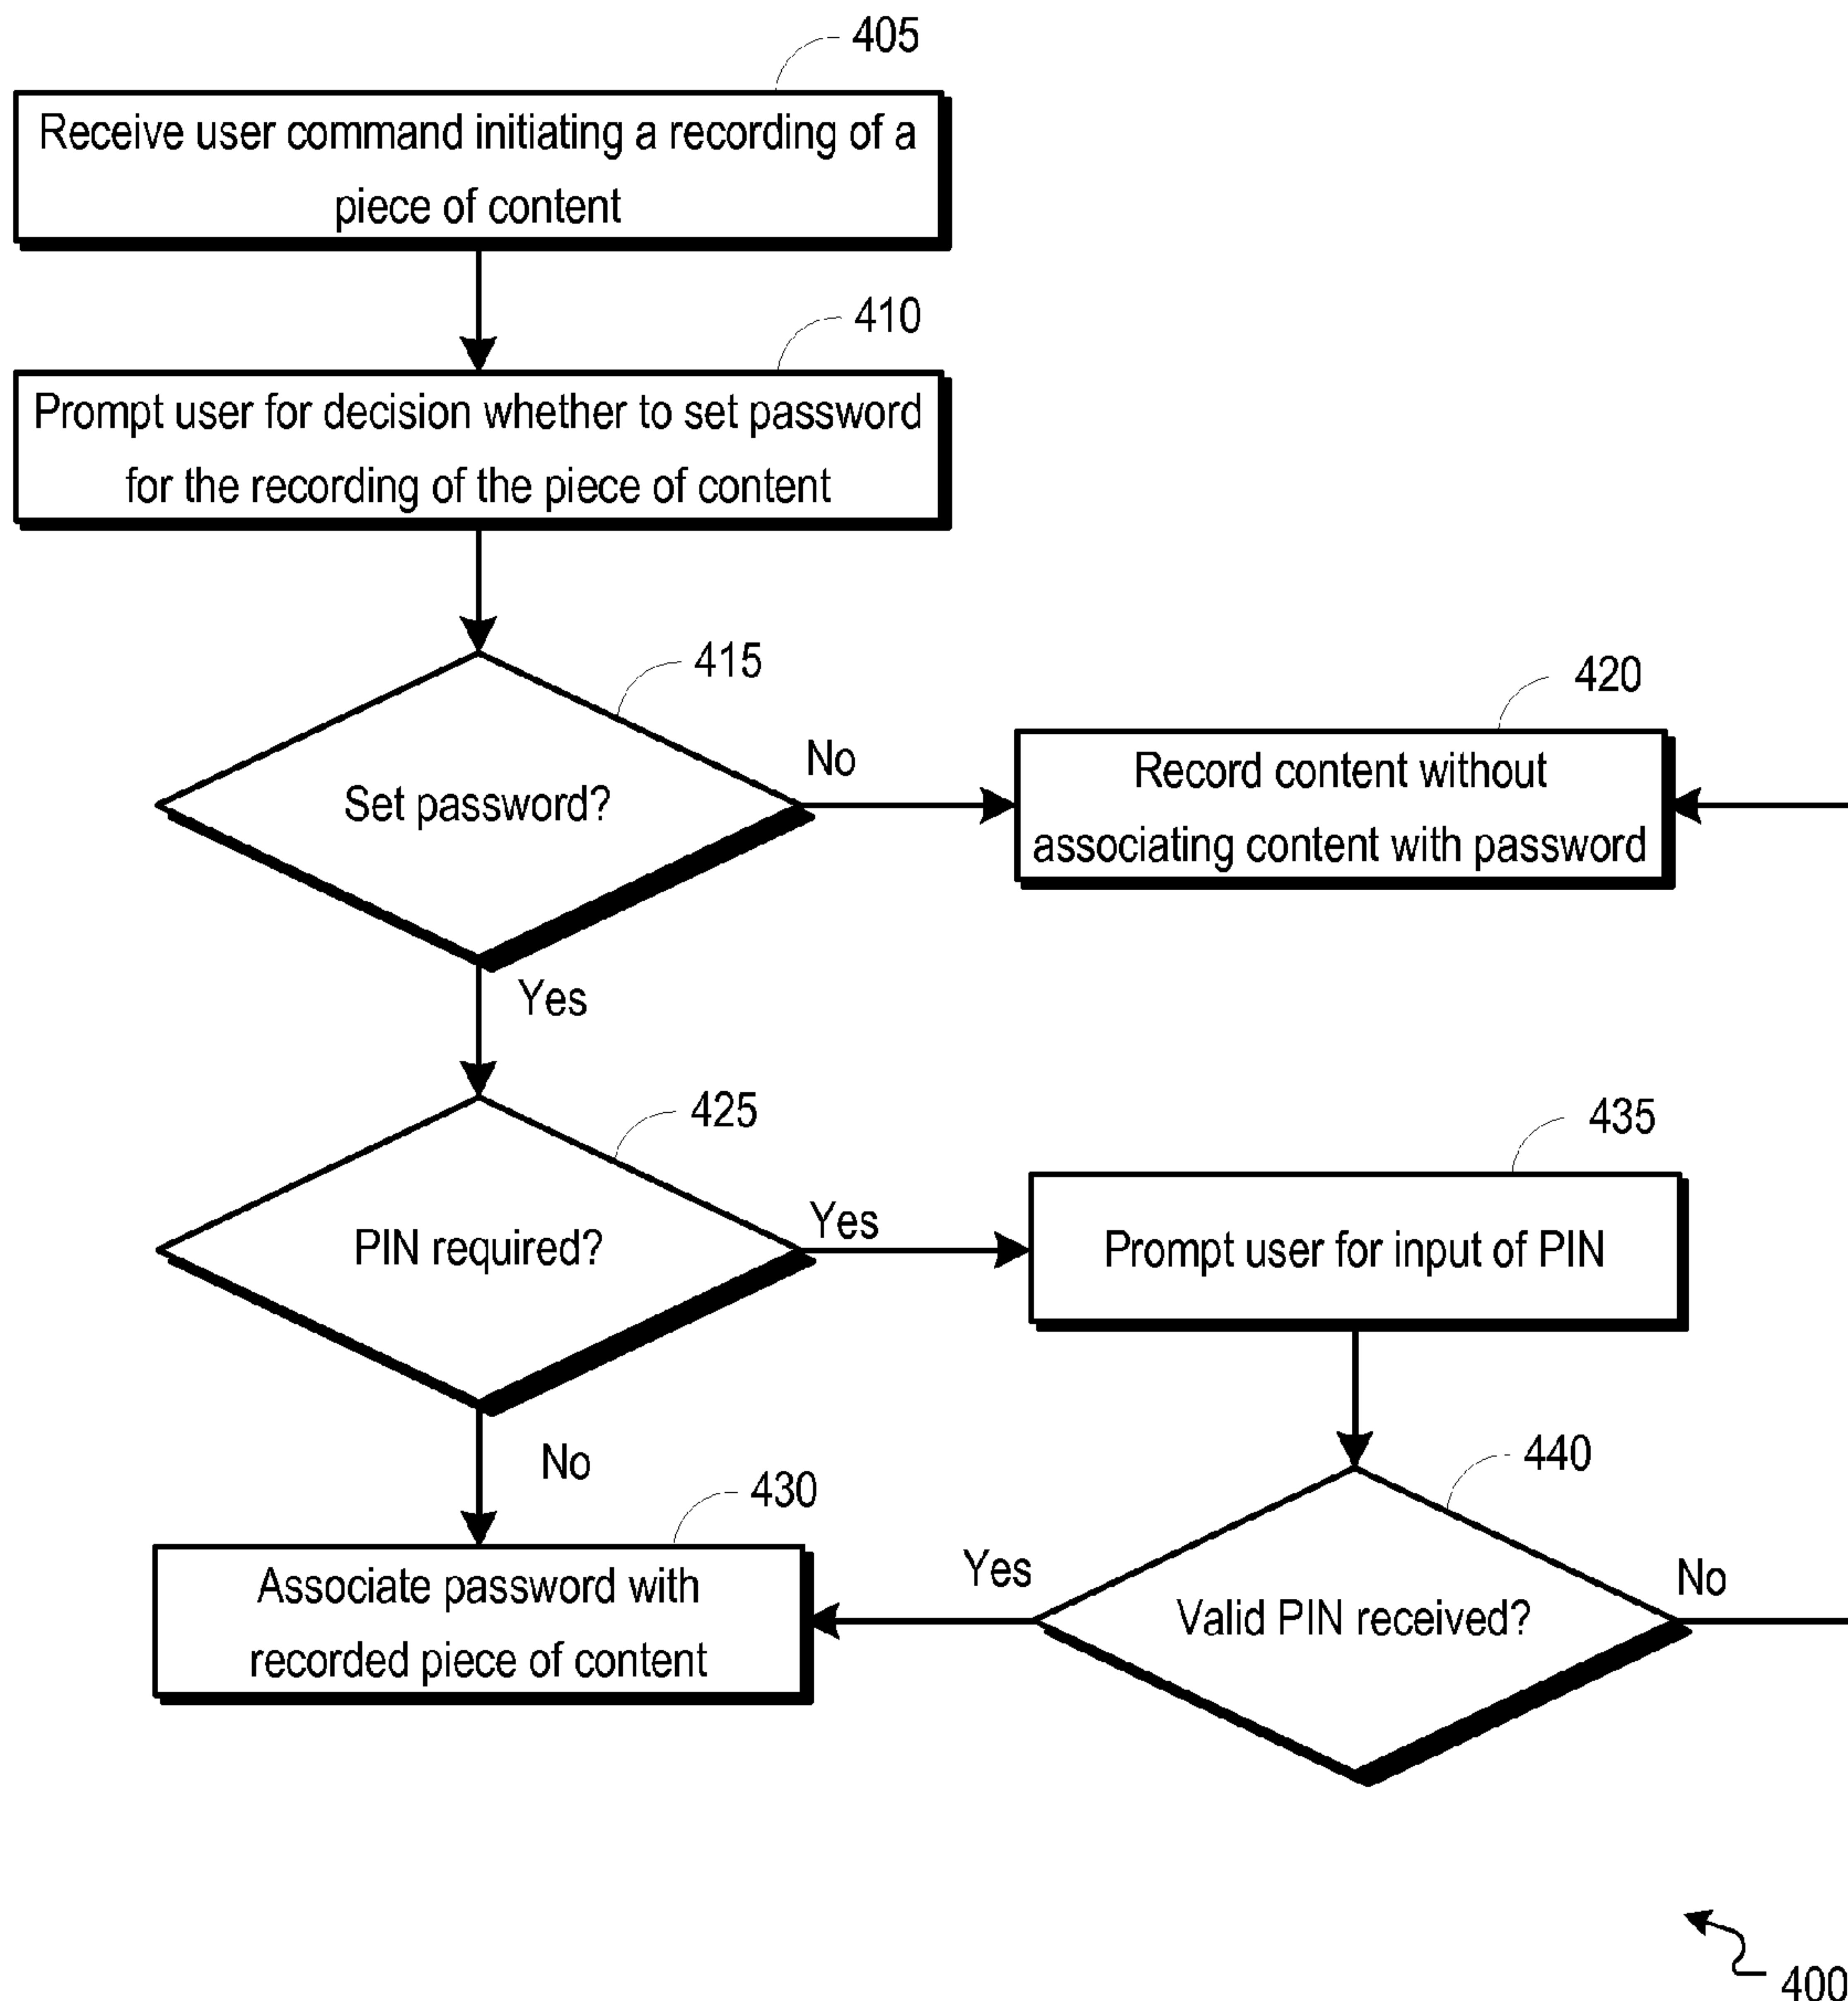 405
Receive user command initiating a recording of a
piece of content
410
Prompt user for decision whether to set password
for the recording of the piece of content
415
Set password?
No
420
Record content without
associating content with password
Yes
425
PIN required?
Yes
435
Prompt user for input of PIN
No
430
Associate password with
recorded piece of content
440
Yes
Valid PIN received?
No
400